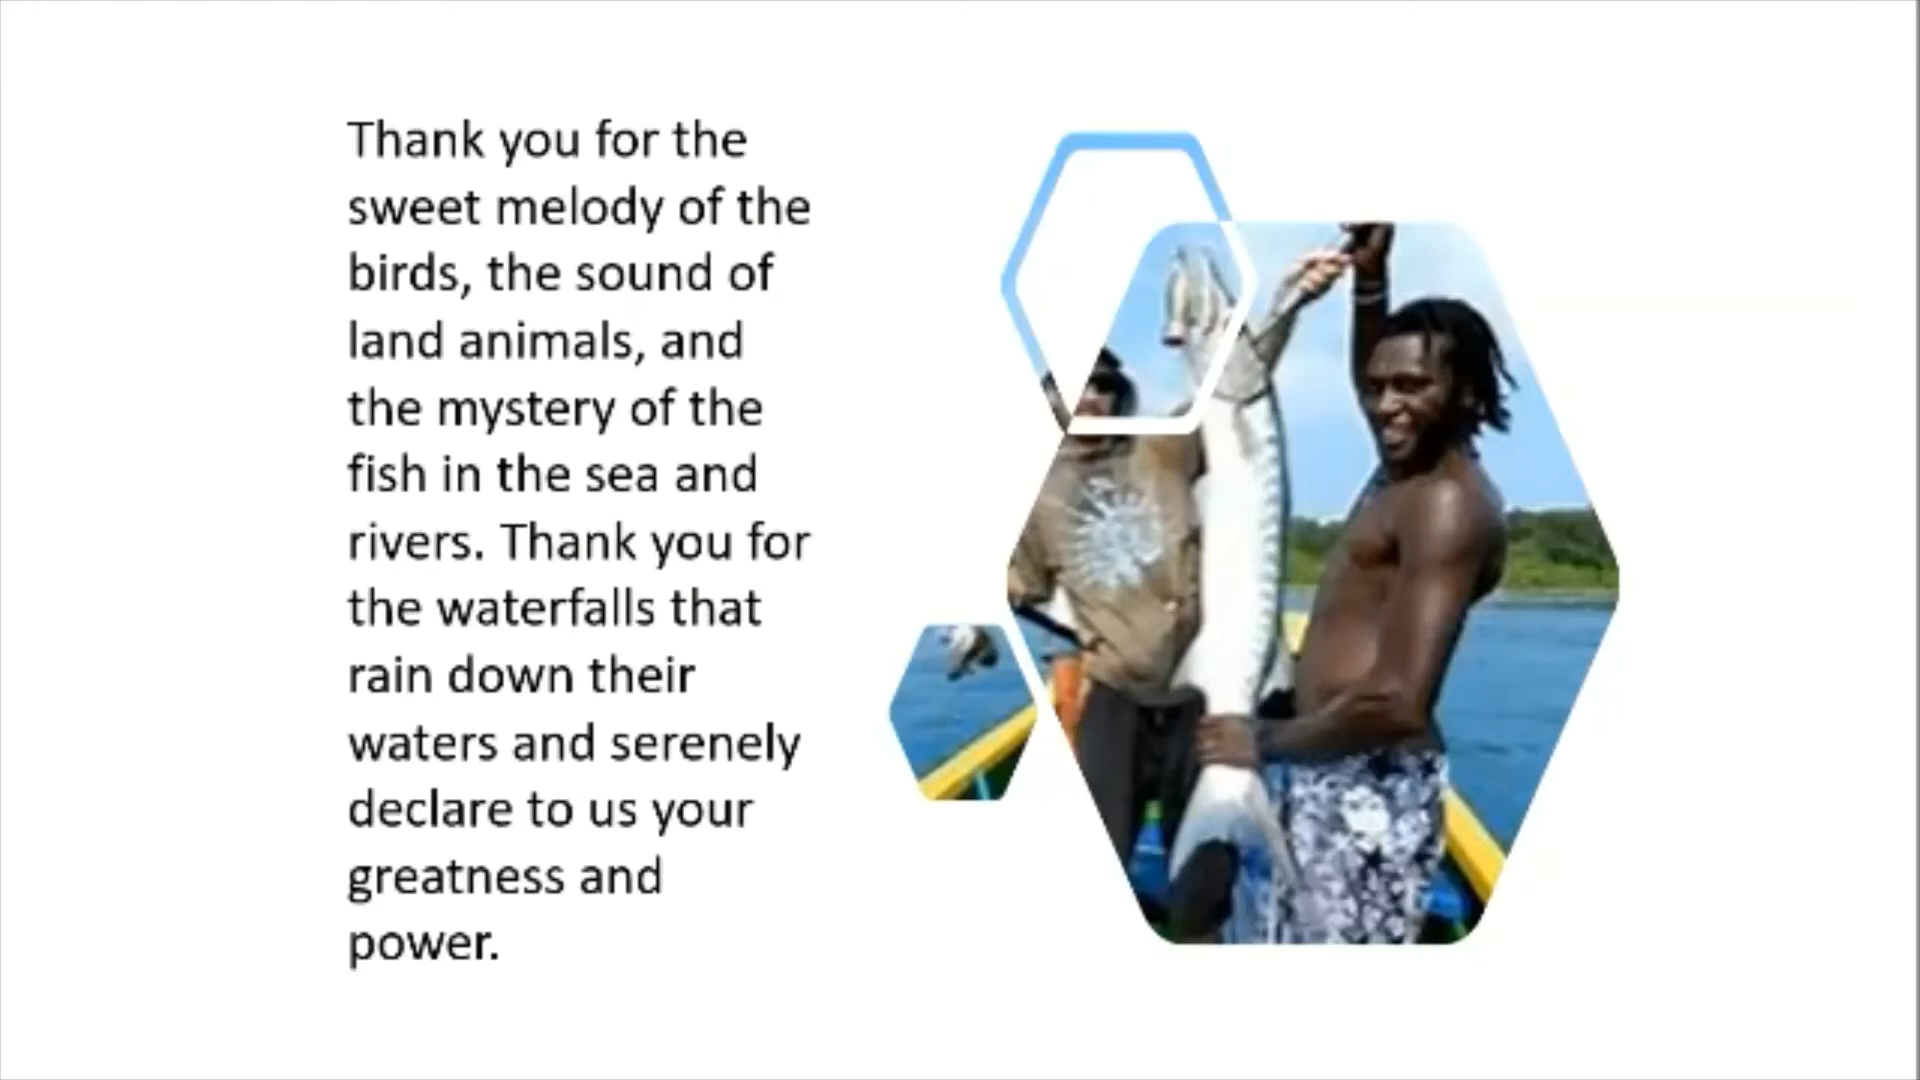 Thank you for the
sweet melody of the
birds, the sound of
land animals, and
the mystery of the
fish in the sea and
rivers. Thank you for
the waterfalls that
rain down their
waters and serenely
declare to us your
greatness and
power.